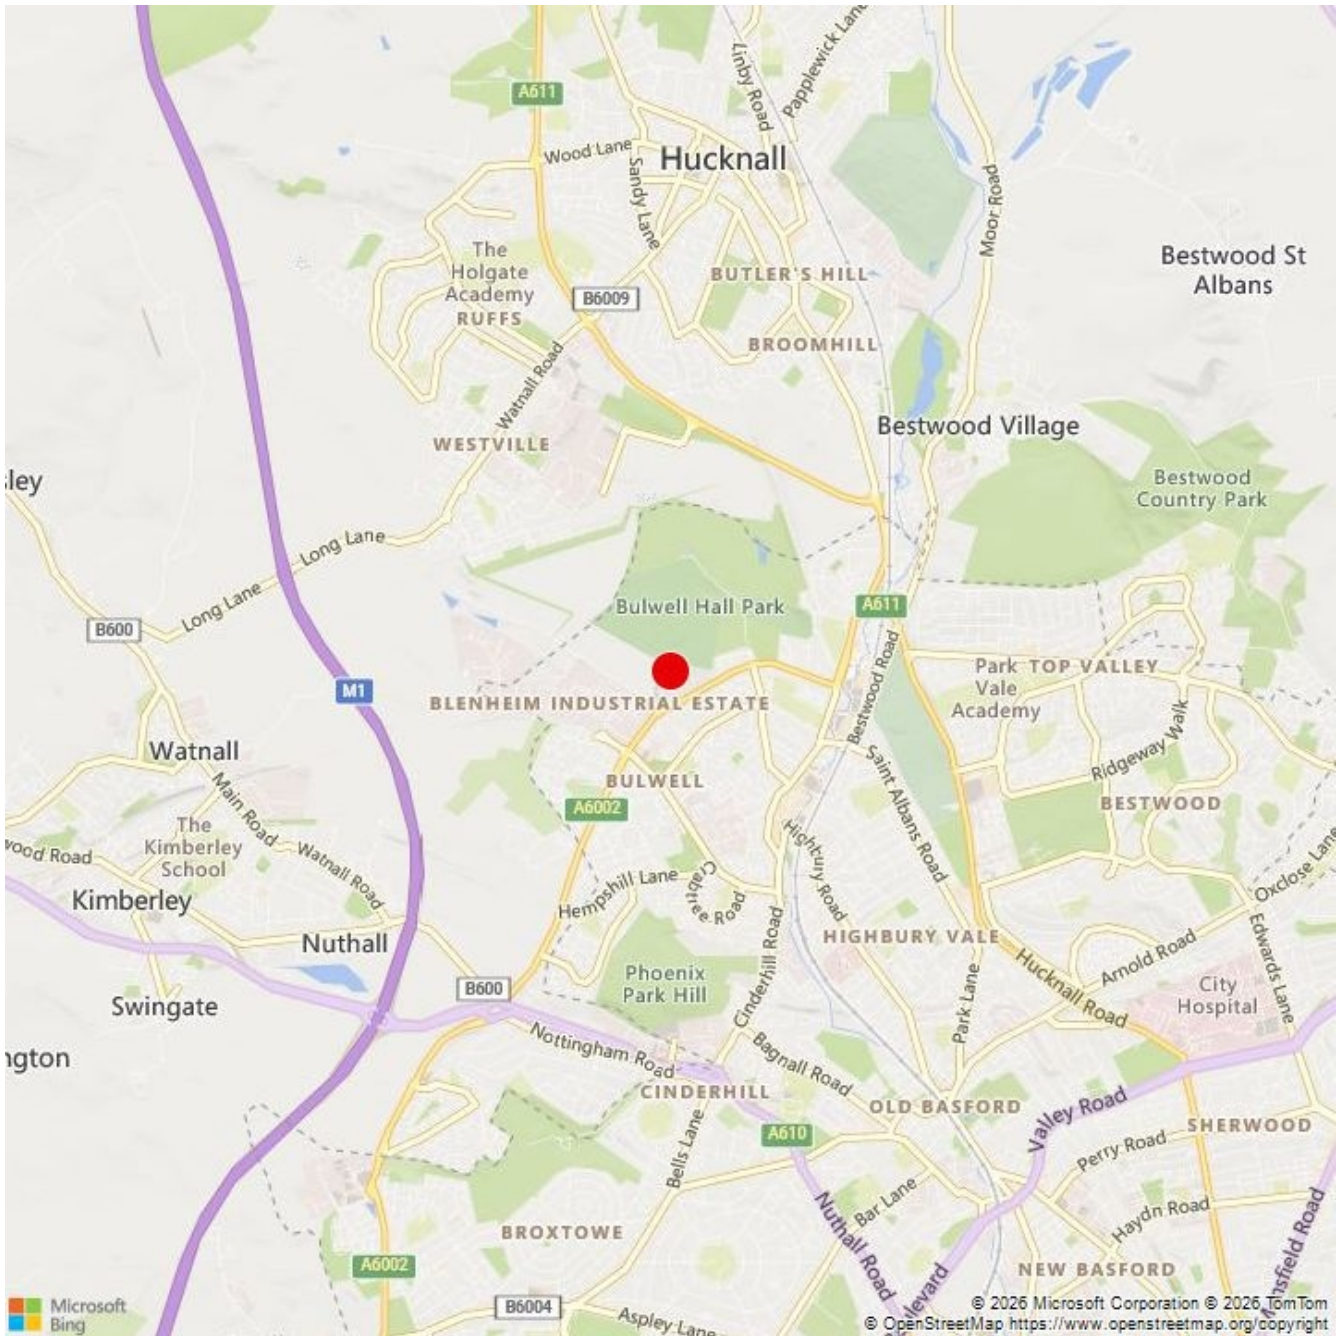 A611
Linby Road
Papplewick Lane
Wood Lane
Hucknall
Sandy Lane
Moor Road
The
Holgate
Academy
RUFFS
BUTLER'S HILL
Bestwood St
Albans
B6009
BROOMHILL
Watnall Road
WESTVILLE
Bestwood Village
sley
Bestwood
Country Park
Long Lane
Long Lane
Bulwell Hall Park
A611
B600
Bestwood Road
Park
Vale
Academy
TOP VALLEY
M1
BLENHEIM INDUSTRIAL ESTATE
Watnall
Ridgeway Walk
BULWELL
Saint Albans Road
Main Road
A6002
BESTWOOD
The
Kimberley
School
Highbury Road
wood Road
Watnall Road
Oxclose Lane
Hempshill Lane
Crabtree Road
Kimberley
Nuthall
Cinderhill Road
HIGHBURY VALE
Arnold Road
Edwards Lane
Hucknall Road
Phoenix
Park Hill
City
Hospital
B600
Swingate
Park Lane
Nottingham Road
Bagnall Road
ngton
CINDERHILL
OLD BASFORD
Valley Road
A610
SHERWOOD
Perry Road
Bells Lane
Bar Lane
Haydn Road
Nuthall Road
BROXTOWE
A6002
NEW BASFORD
Mansfield Road
levard
B6004
Aspley Lane
Microsoft
Bing
© 2026 Microsoft Corporation © 2026 TomTom
© OpenStreetMap https://www.openstreetmap.org/copyright